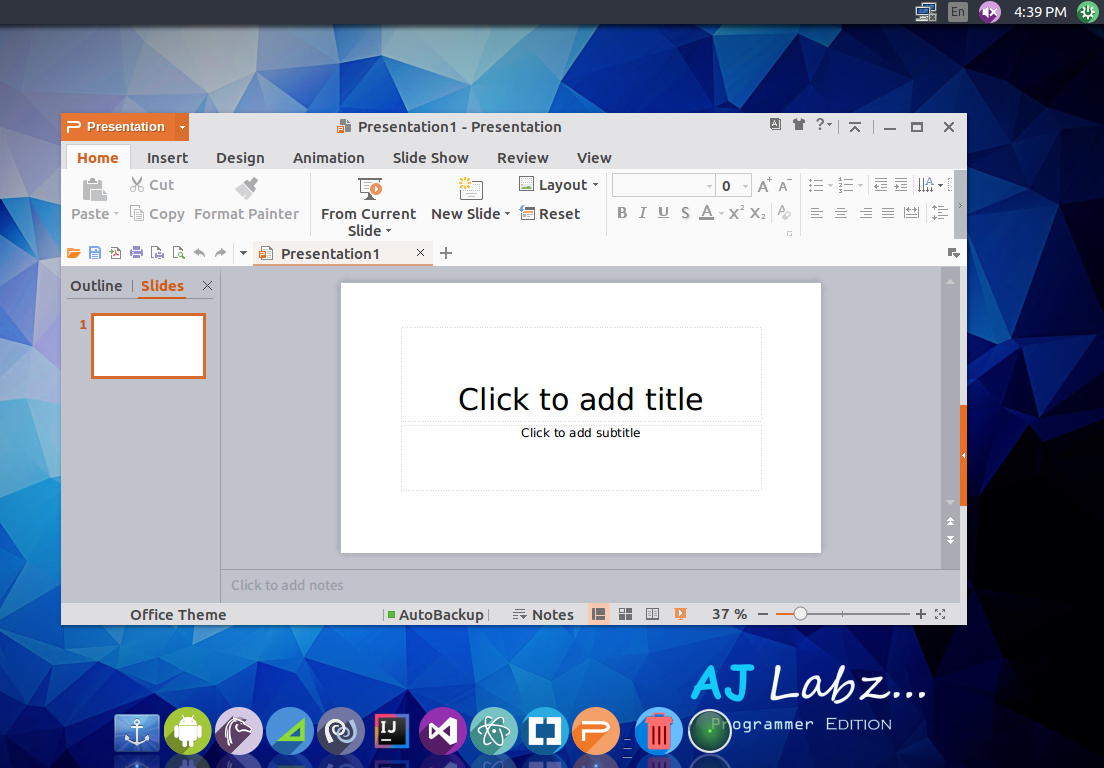 En 4:39 PM
Presentation
Presentation1 - Presentation
Home Insert Design Animation Slide Show Review View
Paste Cut Copy Format Painter
From Current
Slide
New Slide
Layout
Reset
0 A+ A-
B I U S A X² X₂
Presentation1
Outline | Slides
1
Click to add title
Click to add subtitle
Click to add notes
Office Theme AutoBackup Notes 37 %
AJ Labz...
Programmer Edition
IJ